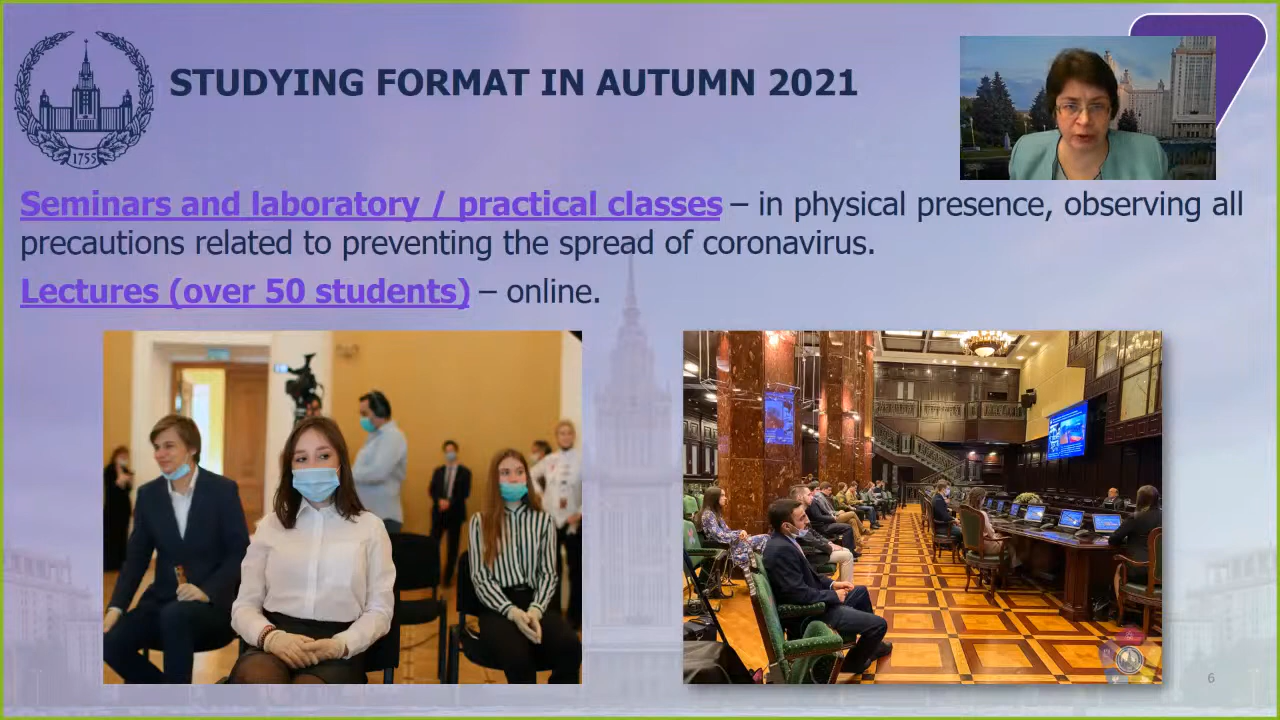 1755
STUDYING FORMAT IN AUTUMN 2021
Seminars and laboratory / practical classes – in physical presence, observing all
precautions related to preventing the spread of coronavirus.
Lectures (over 50 students) – online.
6